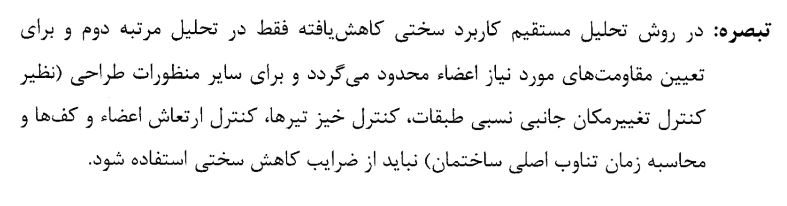 تبصره: در روش تحلیل مستقیم کاربرد سختی کاهش‌یافته فقط در تحلیل مرتبه دوم و برای
تعیین مقاومت‌های مورد نیاز اعضاء محدود می‌گردد و برای سایر منظورات طراحی (نظیر
کنترل تغییرمکان جانبی نسبی طبقات، کنترل خیز تیرها، کنترل ارتعاش اعضاء و کف‌ها و
محاسبه زمان تناوب اصلی ساختمان) نباید از ضرایب کاهش سختی استفاده شود.